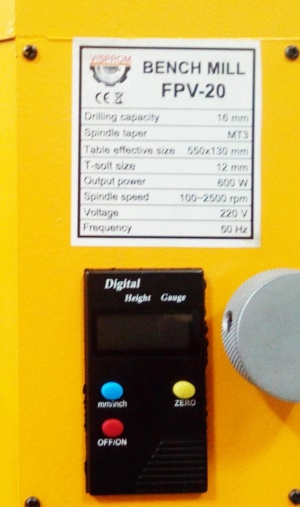 VISPROM
BENCH MILL
FPV-20
CE
Drilling capacity 16 mm
Spindle taper MT3
Table effective size 550x130 mm
T-solt size 12 mm
Output power 600 W
Spindle speed 100~2500 rpm
Voltage 220 V
Frequency 50 Hz
Digital
Height Gauge
mm/inch
ZERO
OFF/ON